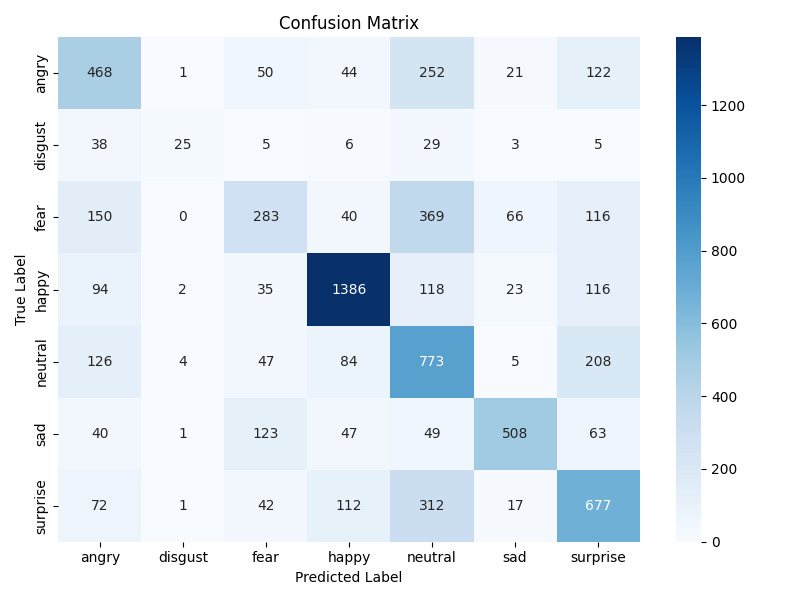 Confusion Matrix
angry 468 1 50 44 252 21 122
disgust 38 25 5 6 29 3 5
fear 150 0 283 40 369 66 116
happy 94 2 35 1386 118 23 116
neutral 126 4 47 84 773 5 208
sad 40 1 123 47 49 508 63
surprise 72 1 42 112 312 17 677
angry disgust fear happy neutral sad surprise
Predicted Label
True Label
1200
1000
800
600
400
200
0